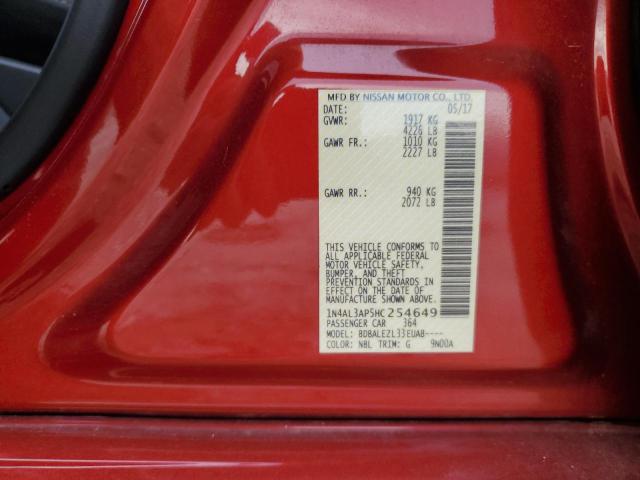 MFD BY NISSAN MOTOR CO., LTD.
DATE: 05/17
GVWR: 1917 KG
4226 LB
GAWR FR.: 1010 KG
2227 LB
GAWR RR.: 940 KG
2072 LB
THIS VEHICLE CONFORMS TO
ALL APPLICABLE FEDERAL
MOTOR VEHICLE SAFETY,
BUMPER, AND THEFT
PREVENTION STANDARDS IN
EFFECT ON THE DATE OF
MANUFACTURE SHOWN ABOVE.
1N4AL3AP5HC254649
PASSENGER CAR 364
MODEL: BDBALEZL33EUAB----
COLOR: NBL TRIM: G 9N00A